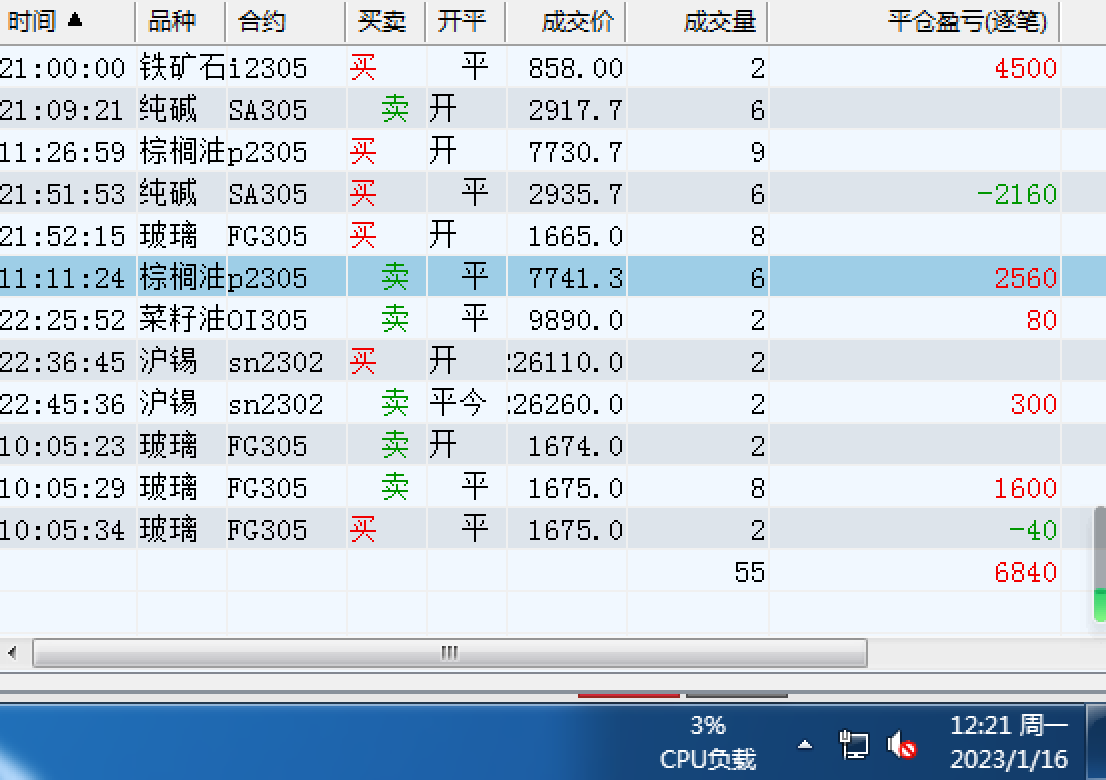 时间 ▲ 品种 合约 买卖 开平 成交价 成交量 平仓盈亏(逐笔)
21:00:00 铁矿石 i2305 买 平 858.00 2 4500
21:09:21 纯碱 SA305 卖 开 2917.7 6
11:26:59 棕榈油 p2305 买 开 7730.7 9
21:51:53 纯碱 SA305 买 平 2935.7 6 -2160
21:52:15 玻璃 FG305 买 开 1665.0 8
11:11:24 棕榈油 p2305 卖 平 7741.3 6 2560
22:25:52 菜籽油 OI305 卖 平 9890.0 2 80
22:36:45 沪锡 sn2302 买 开 26110.0 2
22:45:36 沪锡 sn2302 卖 平今 26260.0 2 300
10:05:23 玻璃 FG305 卖 开 1674.0 2
10:05:29 玻璃 FG305 卖 平 1675.0 8 1600
10:05:34 玻璃 FG305 买 平 1675.0 2 -40
55 6840
3% 12:21 周一
CPU负载 2023/1/16